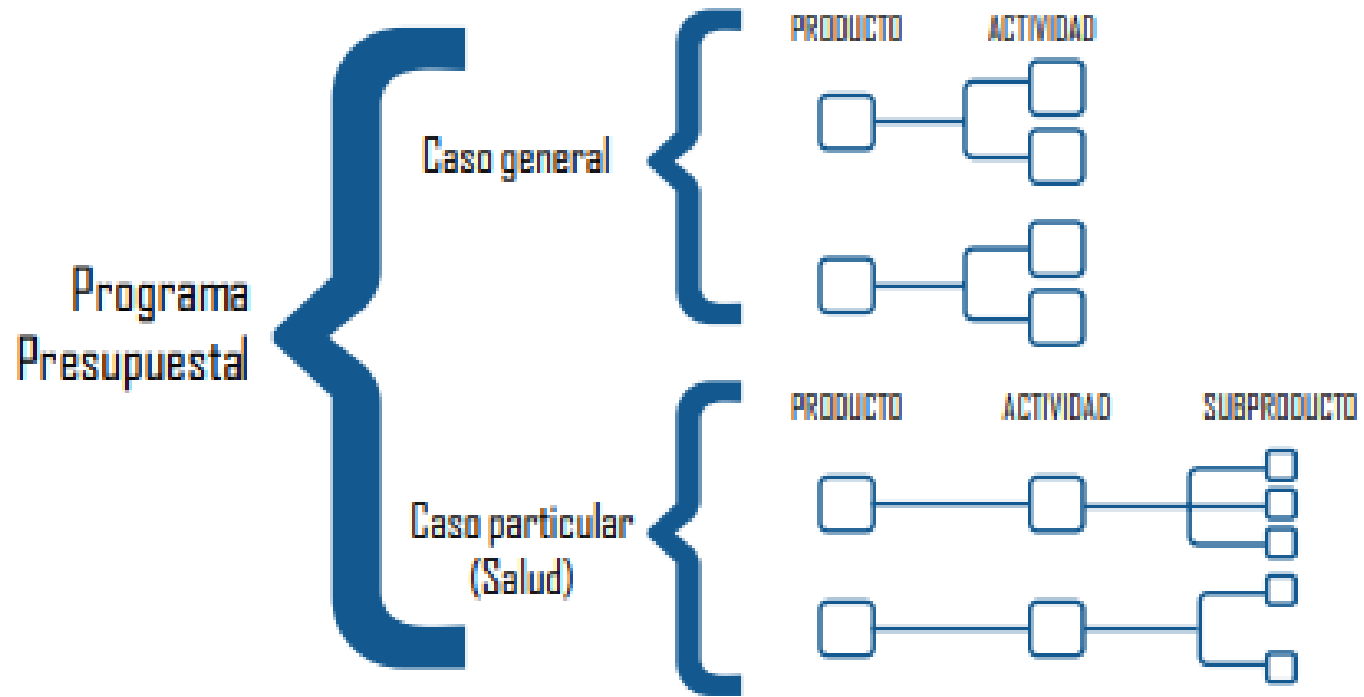 Programa
Presupuestal
Caso general
PRODUCTO ACTIVIDAD
Caso particular
(Salud)
PRODUCTO ACTIVIDAD SUBPRODUCTO